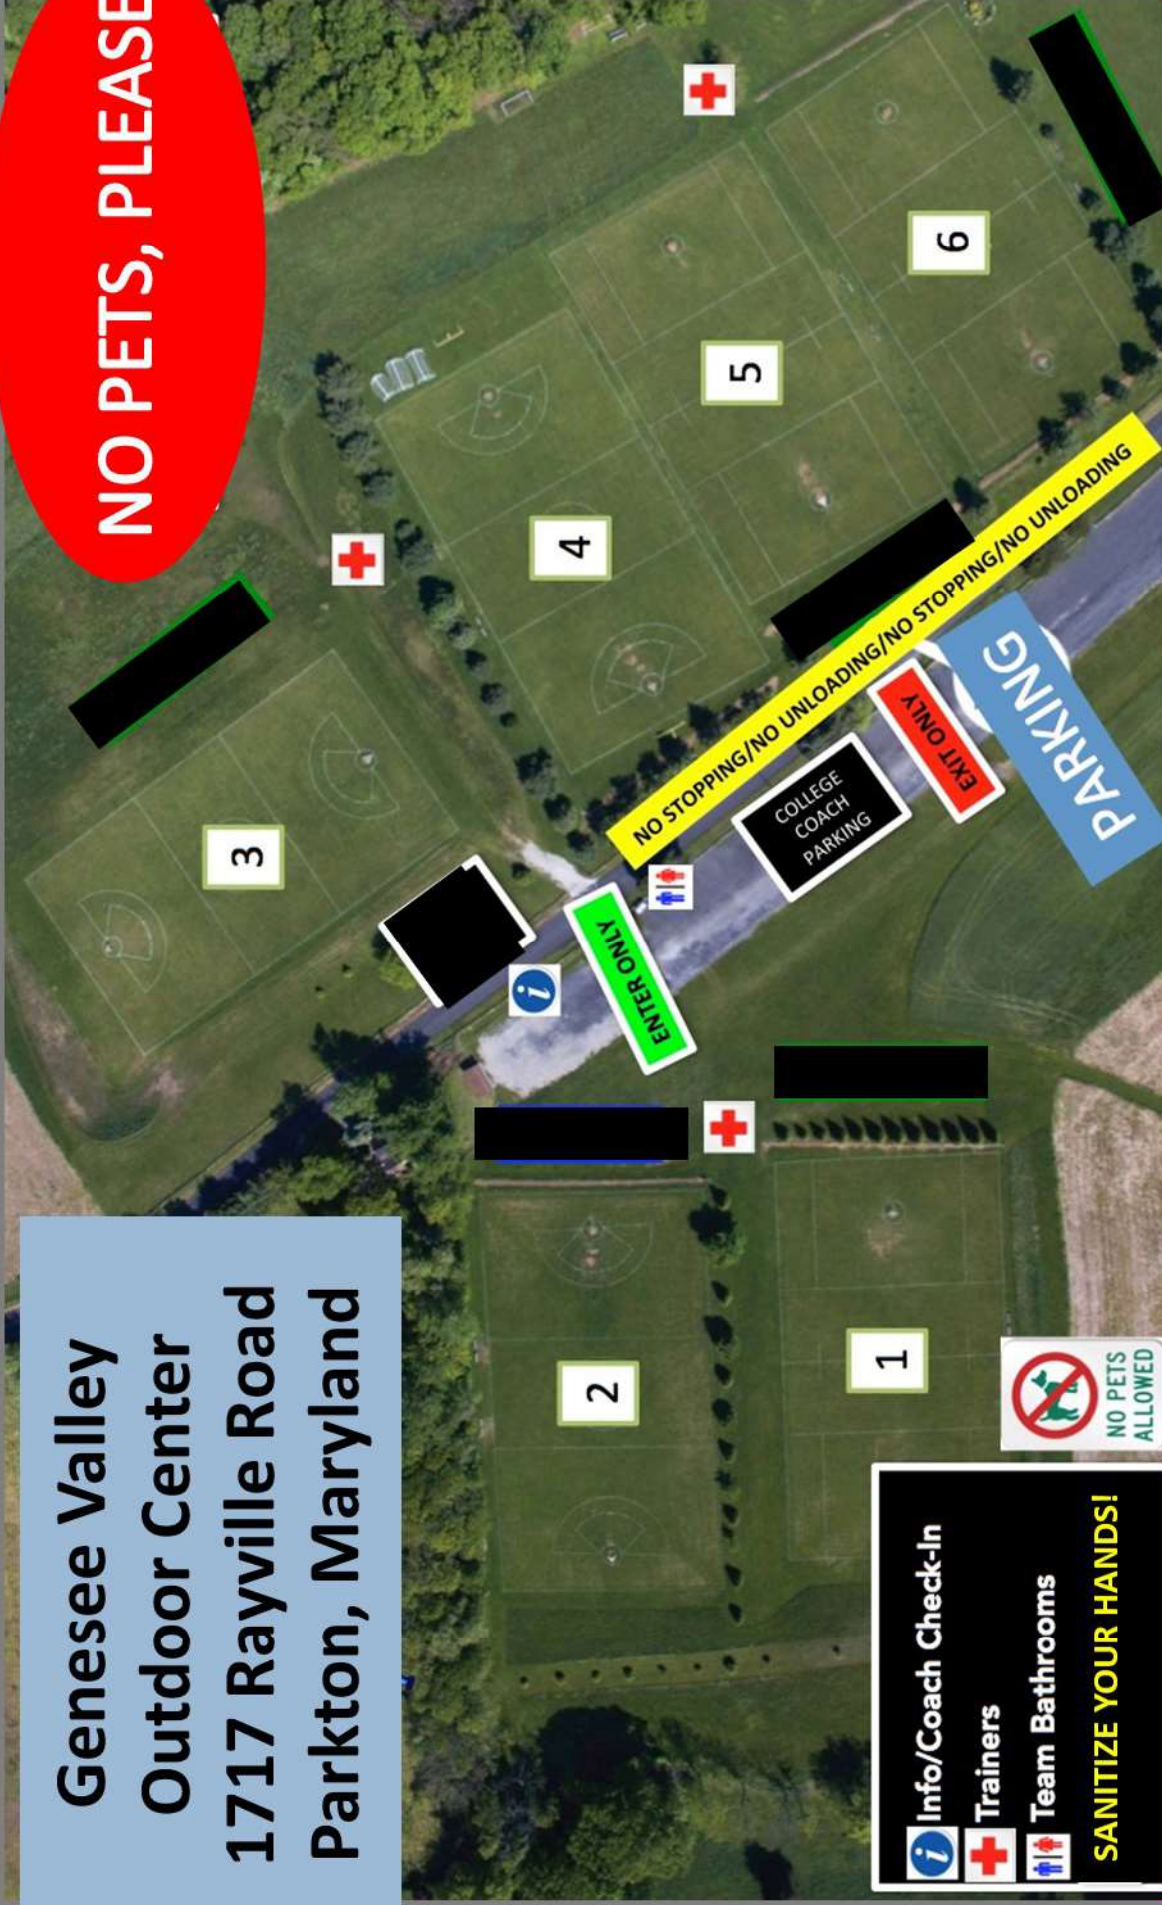 Genesee Valley
Outdoor Center
1717 Rayville Road
Parkton, Maryland
NO PETS, PLEASE
3
4
5
6
2
1
NO STOPPING/NO UNLOADING/NO STOPPING/NO UNLOADING
ENTER ONLY
COLLEGE
COACH
PARKING
EXIT ONLY
PARKING
i
i Info/Coach Check-In
Trainers
Team Bathrooms
SANITIZE YOUR HANDS!
NO PETS
ALLOWED